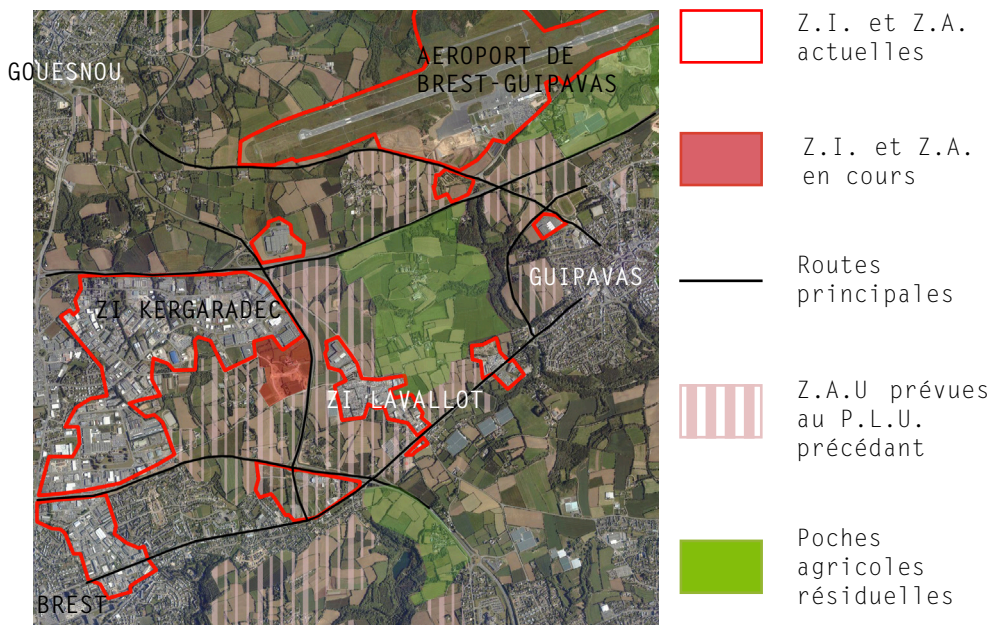 AEROPORT DE
BREST-GUIPAVAS
GOUESNOU
GUIPAVAS
ZI KERGARADEC
ZI LAVALLOT
BREST
Z.I. et Z.A.
actuelles
Z.I. et Z.A.
en cours
Routes
principales
Z.A.U prévues
au P.L.U.
précédant
Poches
agricoles
résiduelles